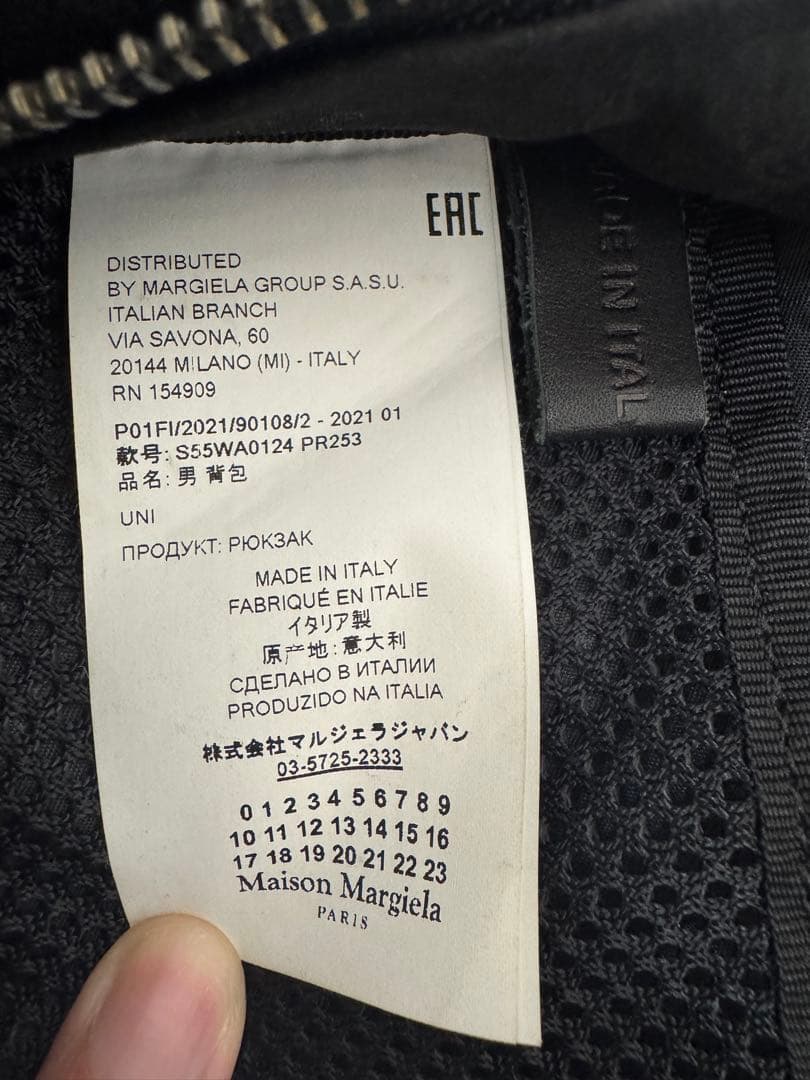 EAC
DISTRIBUTED
BY MARGIELA GROUP S.A.S.U.
ITALIAN BRANCH
VIA SAVONA, 60
20144 MILANO (MI) - ITALY
RN 154909
P01FI/2021/90108/2 - 2021 01
款号: S55WA0124 PR253
品名: 男 背包
UNI
ПРОДУКТ: РЮКЗАК
MADE IN ITALY
FABRIQUÉ EN ITALIE
イタリア製
原产地: 意大利
СДЕЛАНО В ИТАЛИИ
PRODUZIDO NA ITALIA
株式会社マルジェラジャパン
03-5725-2333
0 1 2 3 4 5 6 7 8 9
10 11 12 13 14 15 16
17 18 19 20 21 22 23
Maison Margiela
PARIS
MADE IN ITAL